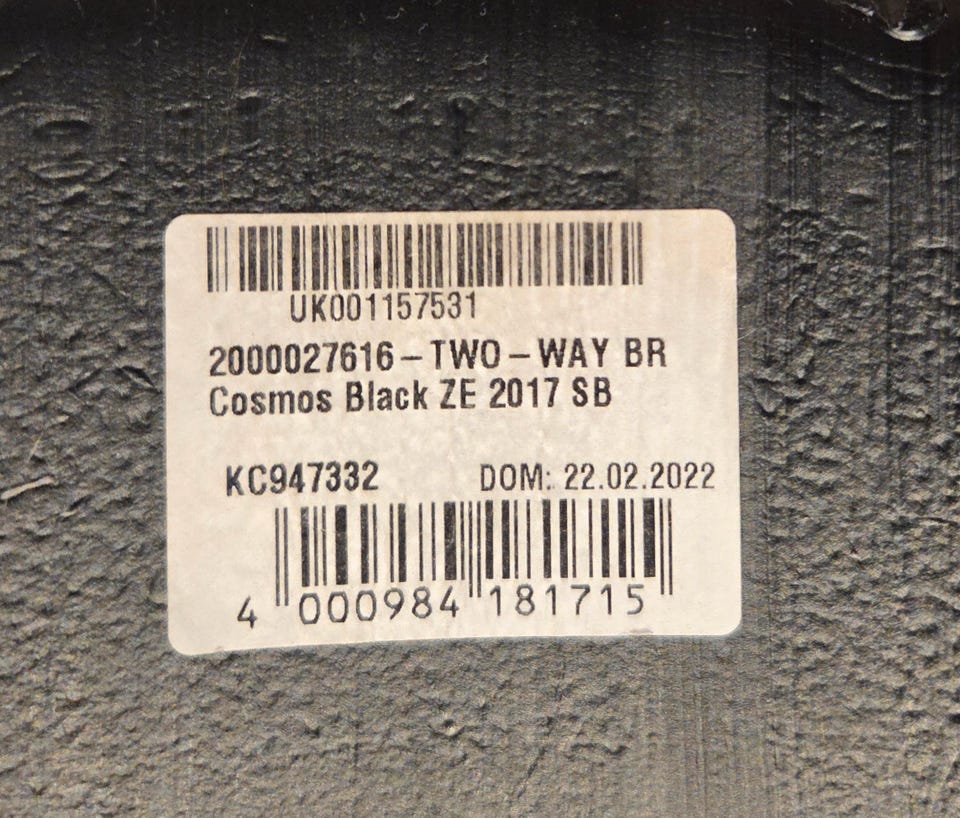 UK001157531
2000027616-TWO-WAY BR
Cosmos Black ZE 2017 SB
KC947332 DOM: 22.02.2022
4 000984 181715